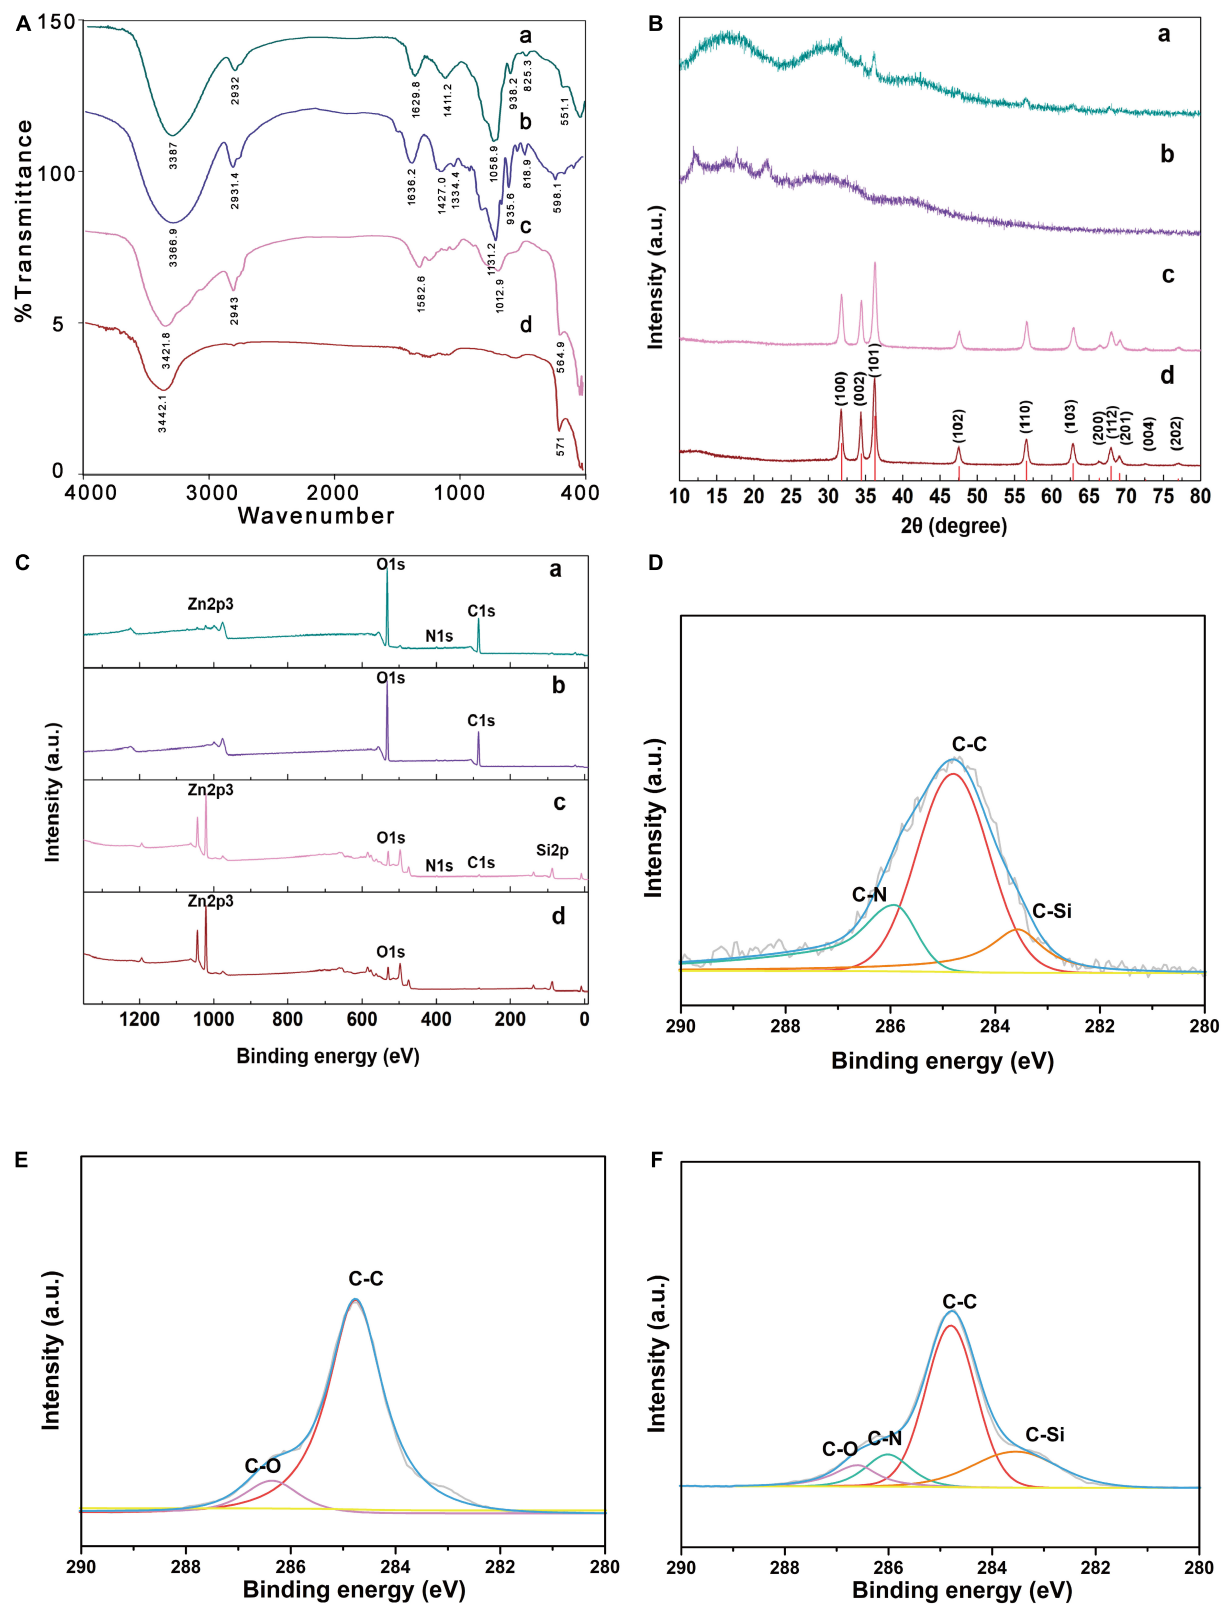 A
150
100
5
0
%Transmittance
a
2932
3387
1629.8
1411.2
1058.9
938.2
825.3
551.1
b
2931.4
3366.9
1636.2
1427.0
1334.4
1131.2
935.6
818.9
598.1
c
2943
3421.8
1582.6
1012.9
564.9
d
3442.1
571
4000
3000
2000
1000
400
Wavenumber
B
a
b
c
d
Intensity (a.u.)
(100)
(002)
(101)
(102)
(110)
(103)
(200)
(112)
(201)
(004)
(202)
10 15 20 25 30 35 40 45 50 55 60 65 70 75 80
2θ (degree)
C
O1s
a
Zn2p3
C1s
N1s
O1s
b
C1s
Zn2p3
c
O1s
N1s
C1s
Si2p
Zn2p3
d
O1s
Intensity (a.u.)
1200 1000 800 600 400 200 0
Binding energy (eV)
D
C-C
C-N
C-Si
Intensity (a.u.)
290 288 286 284 282 280
Binding energy (eV)
E
C-C
C-O
Intensity (a.u.)
290 288 286 284 282 280
Binding energy (eV)
F
C-C
C-O
C-N
C-Si
Intensity (a.u.)
290 288 286 284 282 280
Binding energy (eV)